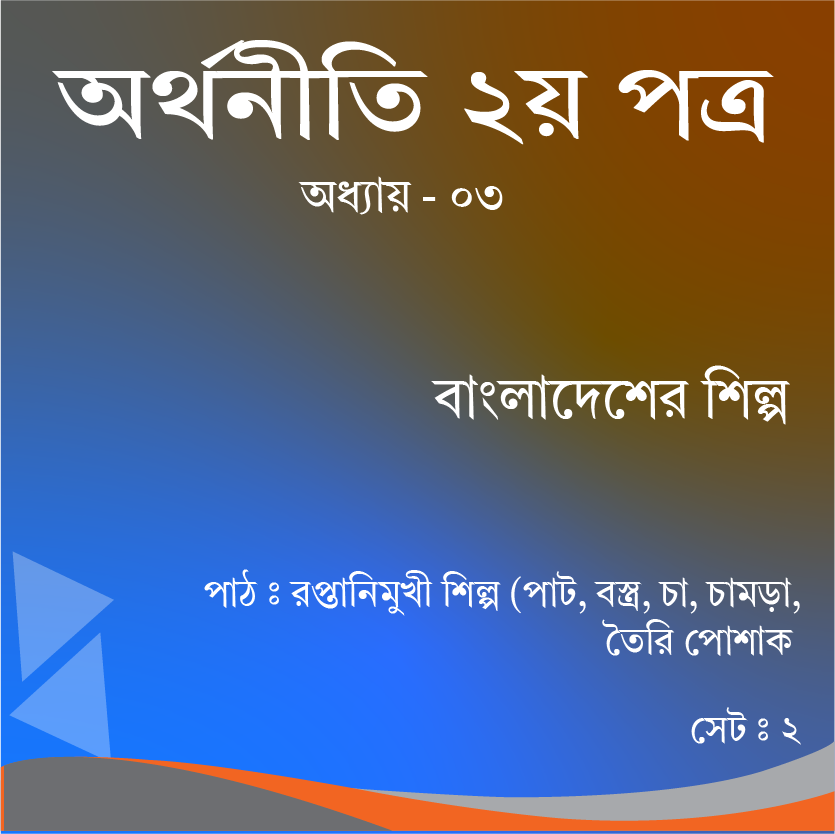 অর্থনীতি ২য় পত্র
অধ্যায় - ০৩
বাংলাদেশের শিল্প
পাঠ ঃ রপ্তানিমুখী শিল্প (পাট, বস্ত্র, চা, চামড়া,
তৈরি পোশাক
সেট ঃ ২